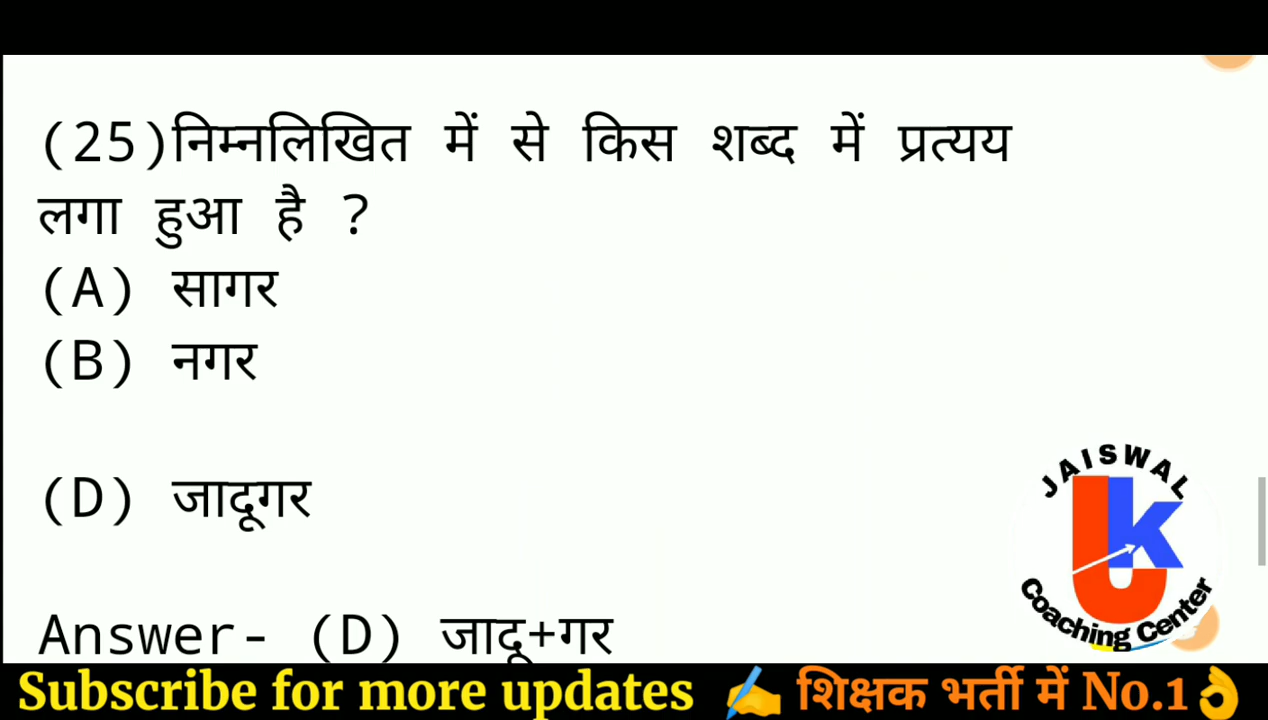 (25)निम्नलिखित में से किस शब्द में प्रत्यय
लगा हुआ है ?
(A) सागर
(B) नगर
(D) जादूगर
Answer- (D) जादू+गर
JAISWAL
JK
Coaching Center
Subscribe for more updates ✍️ शिक्षक भर्ती में No.1👌